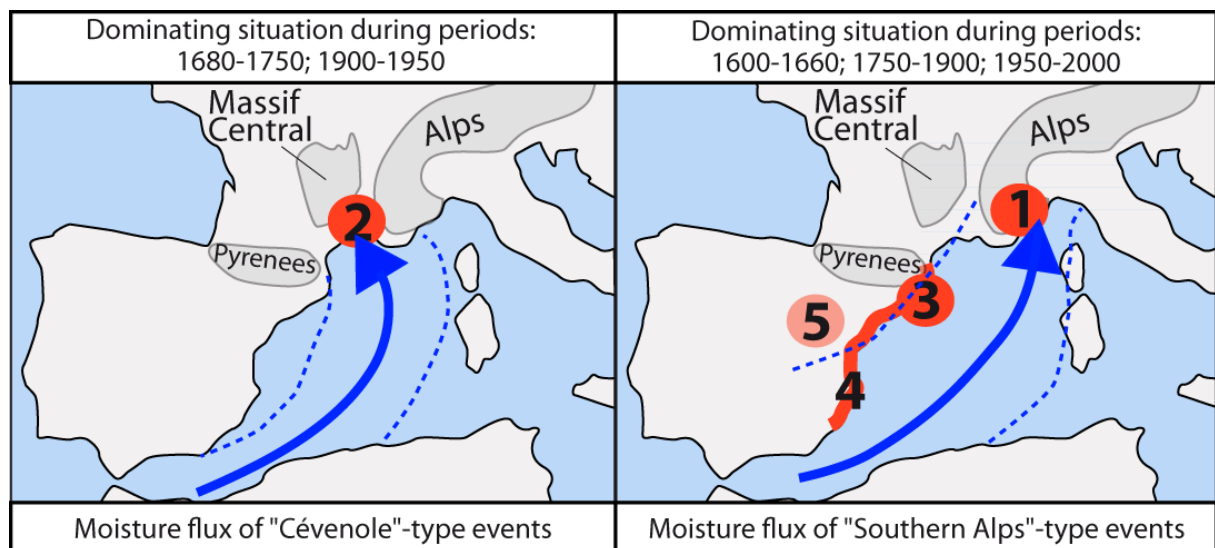 Dominating situation during periods:
1680-1750; 1900-1950
Massif
Central
Alps
2
Pyrenees
Moisture flux of "Cévenole"-type events
Dominating situation during periods:
1600-1660; 1750-1900; 1950-2000
Massif
Central
Alps
1
Pyrenees
3
5
4
Moisture flux of "Southern Alps"-type events